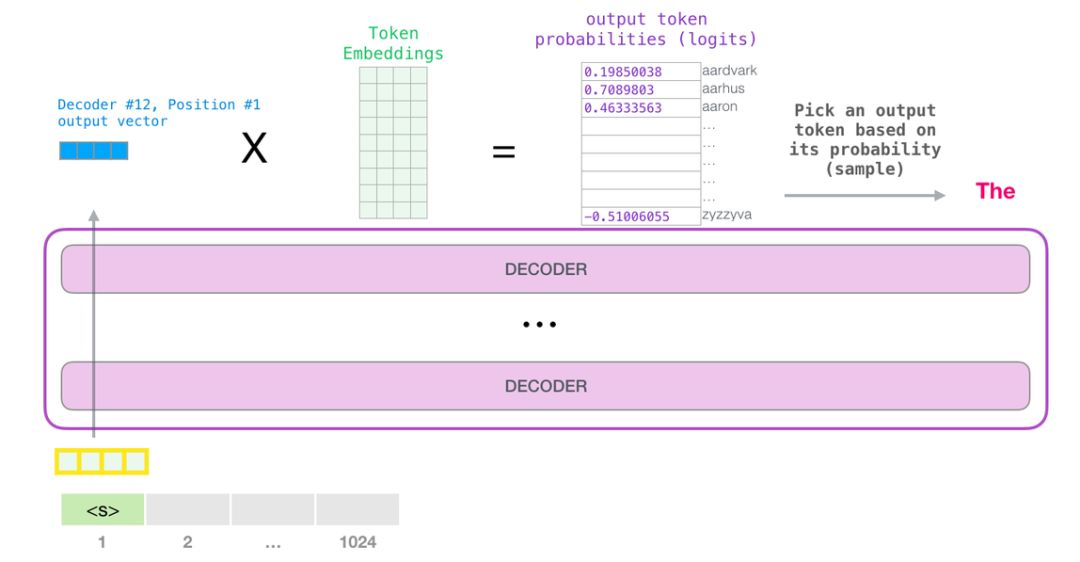 Token
Embeddings
output token
probabilities (logits)
Decoder #12, Position #1
output vector
X
=
0.19850038 aardvark
0.7089803 aarhus
0.46333563 aaron
...
...
...
...
...
-0.51006055 zyzzyva
Pick an output
token based on
its probability
(sample)
The
DECODER
...
DECODER
<s>
1 2 ... 1024